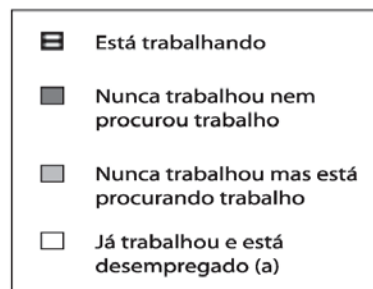 Está trabalhando
Nunca trabalhou nem
procurou trabalho
Nunca trabalhou mas está
procurando trabalho
Já trabalhou e está
desempregado (a)